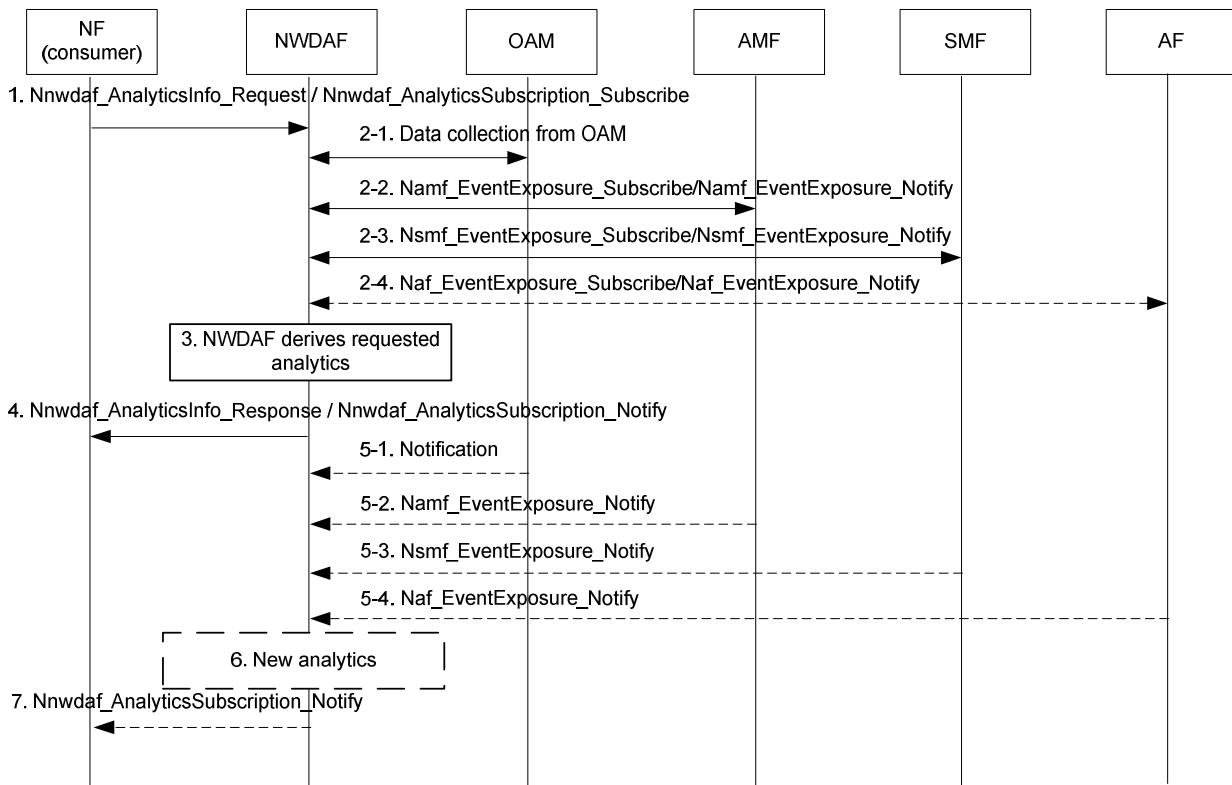 NF
(consumer)
NWDAF
OAM
AMF
SMF
AF
1. Nnwdaf_AnalyticsInfo_Request / Nnwdaf_AnalyticsSubscription_Subscribe
2-1. Data collection from OAM
2-2. Namf_EventExposure_Subscribe/Namf_EventExposure_Notify
2-3. Nsmf_EventExposure_Subscribe/Nsmf_EventExposure_Notify
2-4. Naf_EventExposure_Subscribe/Naf_EventExposure_Notify
3. NWDAF derives requested
analytics
4. Nnwdaf_AnalyticsInfo_Response / Nnwdaf_AnalyticsSubscription_Notify
5-1. Notification
5-2. Namf_EventExposure_Notify
5-3. Nsmf_EventExposure_Notify
5-4. Naf_EventExposure_Notify
6. New analytics
7. Nnwdaf_AnalyticsSubscription_Notify